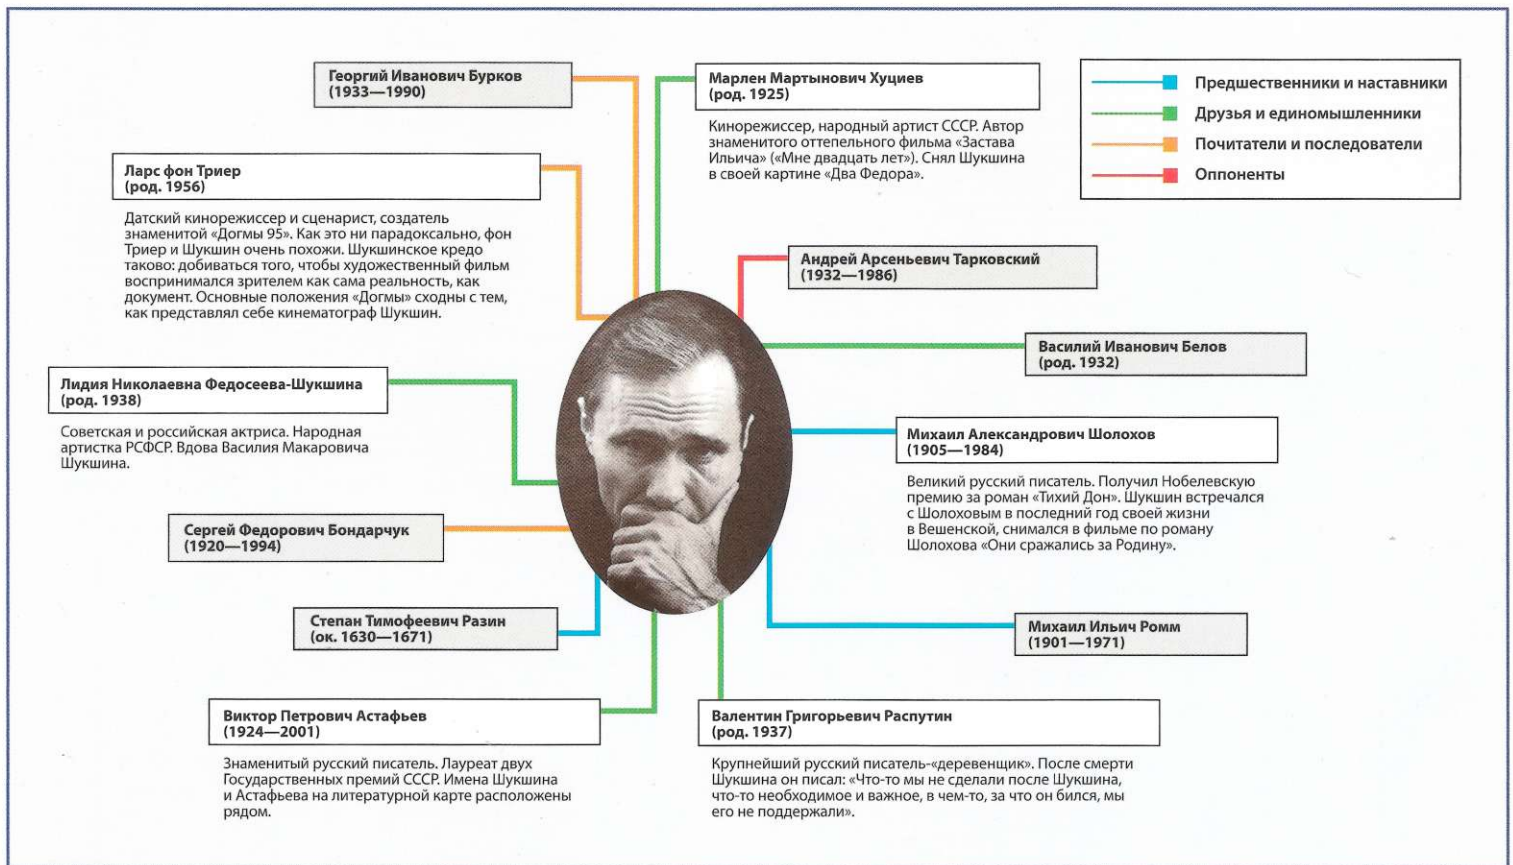 Георгий Иванович Бурков
(1933—1990)
Марлен Мартынович Хуциев
(род. 1925)
Кинорежиссер, народный артист СССР. Автор
знаменитого оттепельного фильма «Застава
Ильича» («Мне двадцать лет»). Снял Шукшина
в своей картине «Два Федора».
Предшественники и наставники
Друзья и единомышленники
Почитатели и последователи
Оппоненты
Ларс фон Триер
(род. 1956)
Датский кинорежиссер и сценарист, создатель
знаменитой «Догмы 95». Как это ни парадоксально, фон
Триер и Шукшин очень похожи. Шукшинское кредо
таково: добиваться того, чтобы художественный фильм
воспринимался зрителем как сама реальность, как
документ. Основные положения «Догмы» сходны с тем,
как представлял себе кинематограф Шукшин.
Андрей Арсеньевич Тарковский
(1932—1986)
Василий Иванович Белов
(род. 1932)
Лидия Николаевна Федосеева-Шукшина
(род. 1938)
Советская и российская актриса. Народная
артистка РСФСР. Вдова Василия Макаровича
Шукшина.
Михаил Александрович Шолохов
(1905—1984)
Великий русский писатель. Получил Нобелевскую
премию за роман «Тихий Дон». Шукшин встречался
с Шолоховым в последний год своей жизни
в Вешенской, снимался в фильме по роману
Шолохова «Они сражались за Родину».
Сергей Федорович Бондарчук
(1920—1994)
Степан Тимофеевич Разин
(ок. 1630—1671)
Михаил Ильич Ромм
(1901—1971)
Виктор Петрович Астафьев
(1924—2001)
Знаменитый русский писатель. Лауреат двух
Государственных премий СССР. Имена Шукшина
и Астафьева на литературной карте расположены
рядом.
Валентин Григорьевич Распутин
(род. 1937)
Крупнейший русский писатель-«деревенщик». После смерти
Шукшина он писал: «Что-то мы не сделали после Шукшина,
что-то необходимое и важное, в чем-то, за что он бился, мы
его не поддержали».